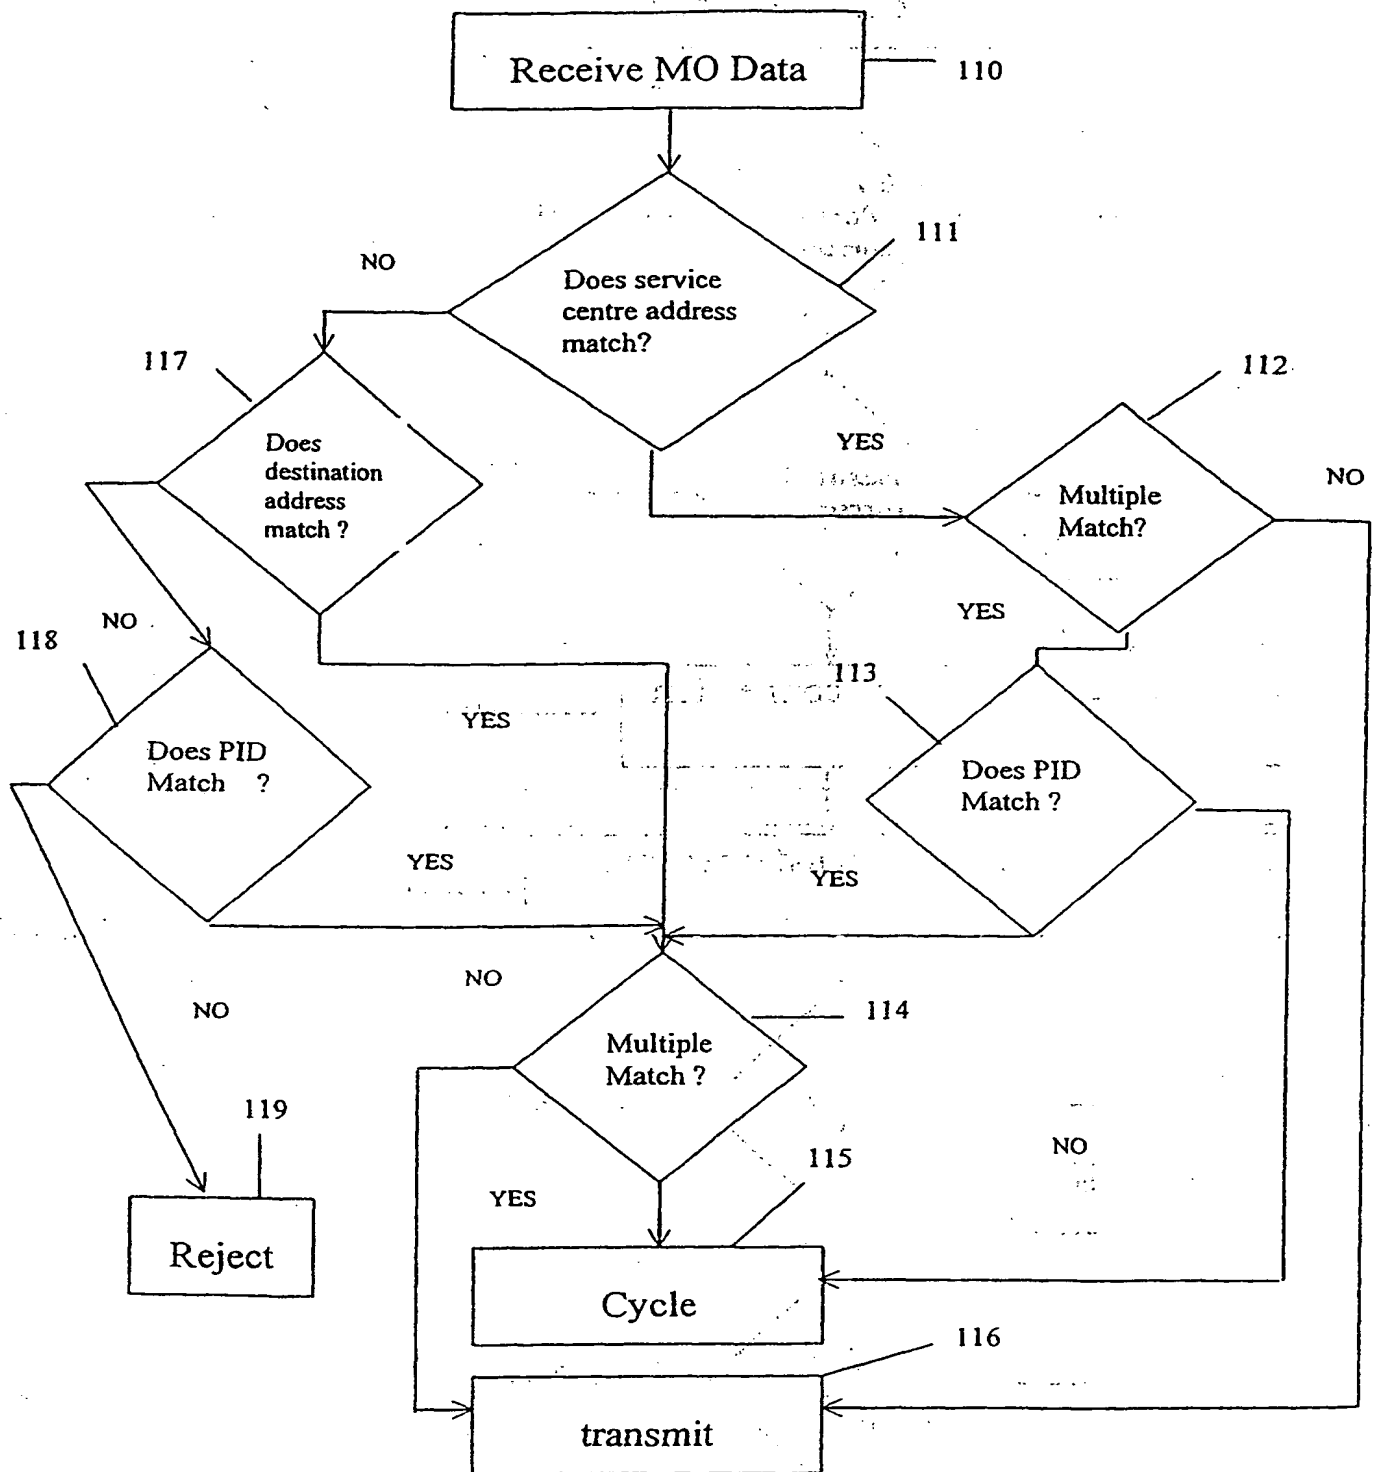 Receive MO Data
110
111
NO
Does service
centre address
match?
117
112
YES
NO
Does
destination
address
match ?
Multiple
Match?
NO
YES
118
113
YES
Does PID
Match ?
Does PID
Match ?
YES
YES
NO
NO
114
Multiple
Match ?
119
115
NO
YES
Reject
Cycle
116
transmit